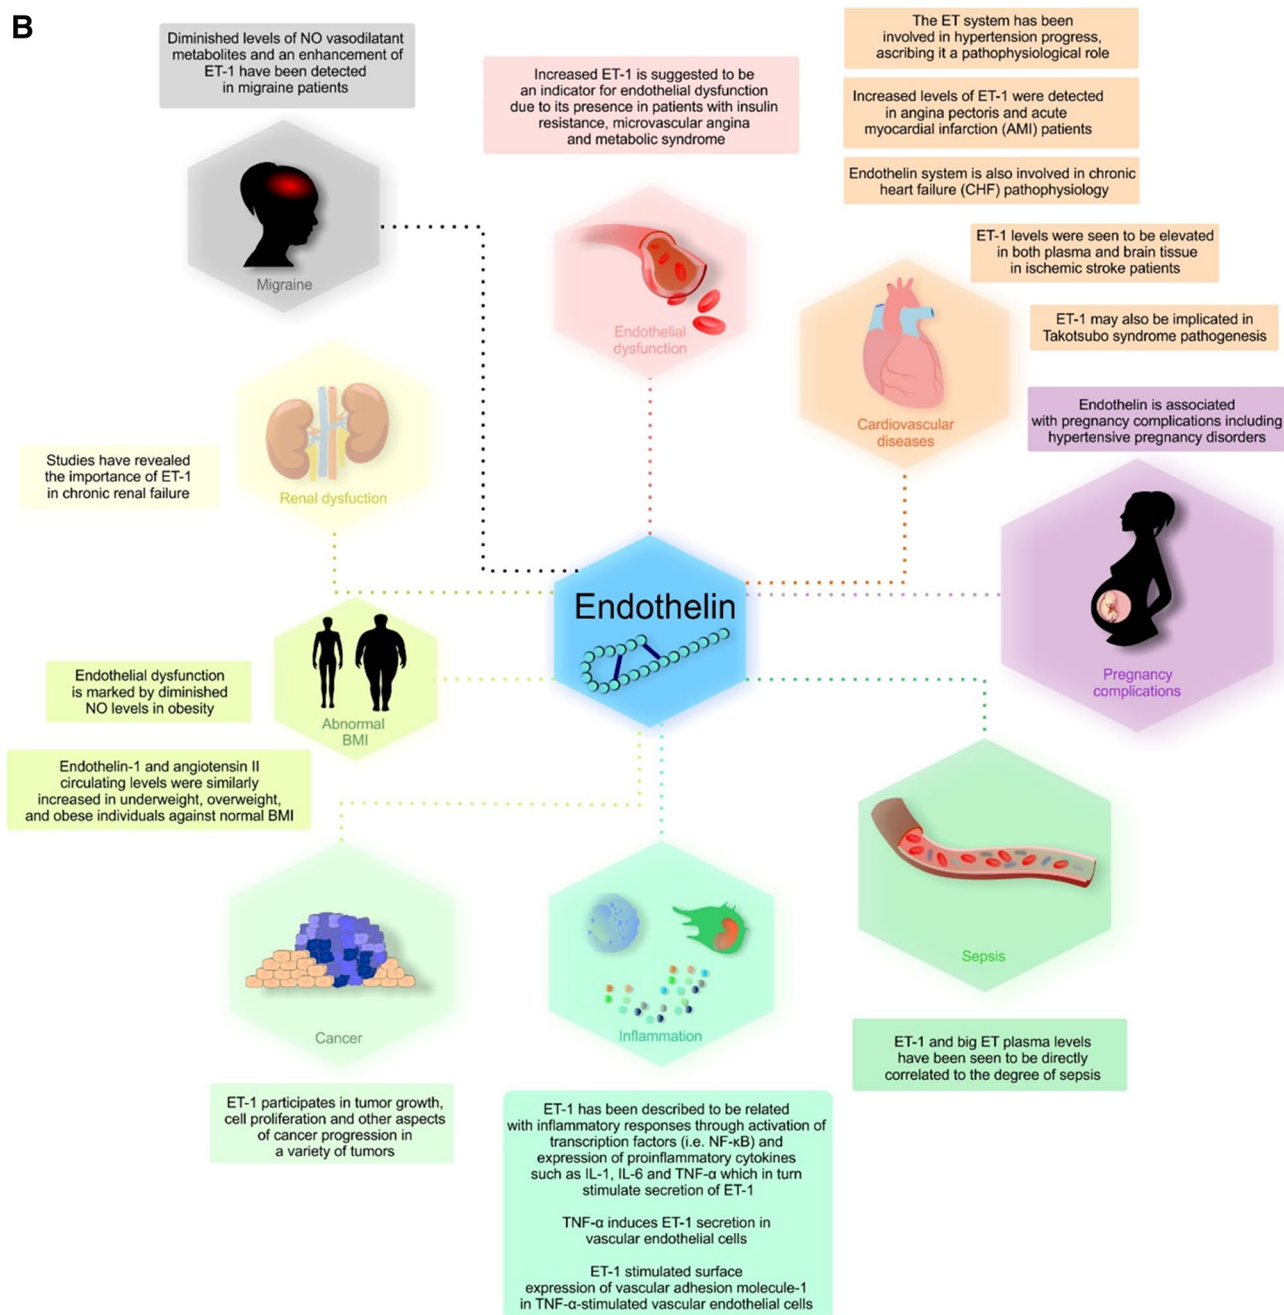 B
Diminished levels of NO vasodilatant
metabolites and an enhancement of
ET-1 have been detected
in migraine patients
Migraine
Increased ET-1 is suggested to be
an indicator for endothelial dysfunction
due to its presence in patients with insulin
resistance, microvascular angina
and metabolic syndrome
Endothelial
dysfunction
The ET system has been
involved in hypertension progress,
ascribing it a pathophysiological role
Increased levels of ET-1 were detected
in angina pectoris and acute
myocardial infarction (AMI) patients
Endothelin system is also involved in chronic
heart failure (CHF) pathophysiology
ET-1 levels were seen to be elevated
in both plasma and brain tissue
in ischemic stroke patients
ET-1 may also be implicated in
Takotsubo syndrome pathogenesis
Cardiovascular
diseases
Endothelin is associated
with pregnancy complications including
hypertensive pregnancy disorders
Pregnancy
complications
Studies have revealed
the importance of ET-1
in chronic renal failure
Renal dysfuction
Endothelin
Endothelial dysfunction
is marked by diminished
NO levels in obesity
Abnormal
BMI
Endothelin-1 and angiotensin II
circulating levels were similarly
increased in underweight, overweight,
and obese individuals against normal BMI
Cancer
ET-1 participates in tumor growth,
cell proliferation and other aspects
of cancer progression in
a variety of tumors
Inflammation
ET-1 has been described to be related
with inflammatory responses through activation of
transcription factors (i.e. NF-κB) and
expression of proinflammatory cytokines
such as IL-1, IL-6 and TNF-α which in turn
stimulate secretion of ET-1
TNF-α induces ET-1 secretion in
vascular endothelial cells
ET-1 stimulated surface
expression of vascular adhesion molecule-1
in TNF-α-stimulated vascular endothelial cells
Sepsis
ET-1 and big ET plasma levels
have been seen to be directly
correlated to the degree of sepsis